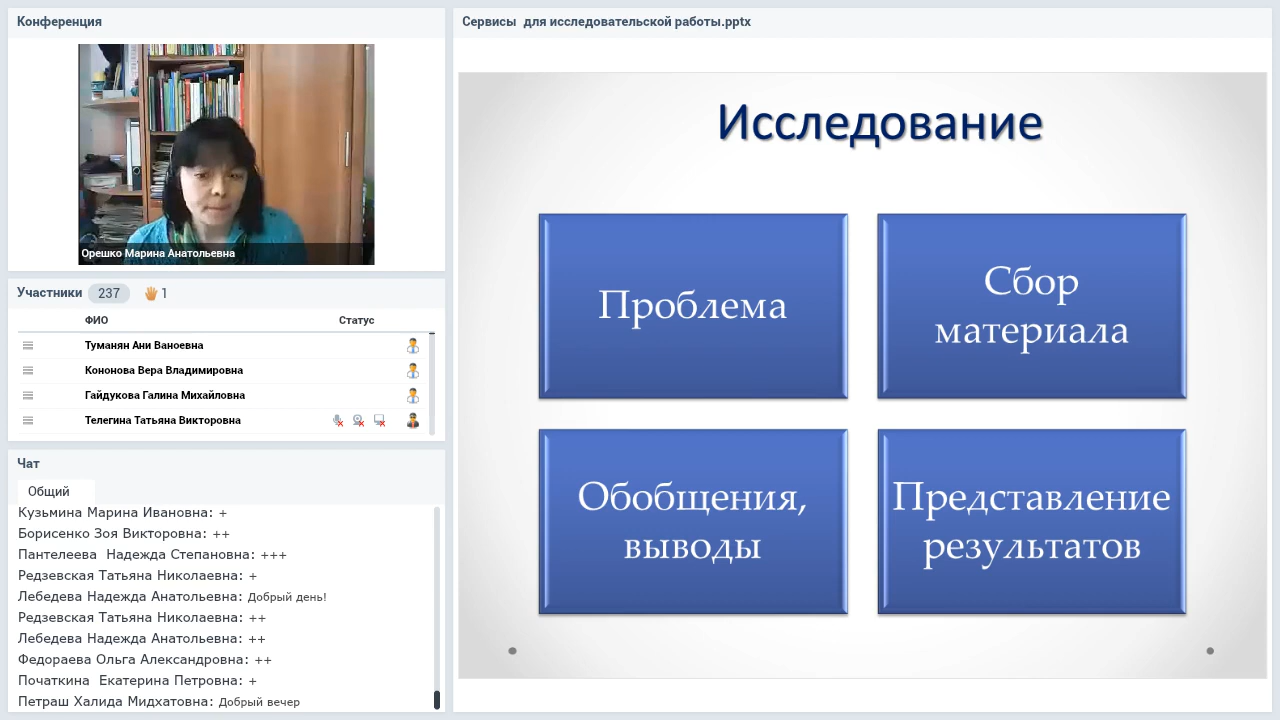 Конференция
Орешко Марина Анатольевна
Участники 237 1
ФИО Статус
Туманян Ани Ваноевна
Кононова Вера Владимировна
Гайдукова Галина Михайловна
Телегина Татьяна Викторовна
Чат
Общий
Кузьмина Марина Ивановна: +
Борисенко Зоя Викторовна: ++
Пантелеева  Надежда Степановна: +++
Редзевская Татьяна Николаевна: +
Лебедева Надежда Анатольевна: Добрый день!
Редзевская Татьяна Николаевна: ++
Лебедева Надежда Анатольевна: ++
Федораева Ольга Александровна: ++
Початкина  Екатерина Петровна: +
Петраш Халида Мидхатовна: Добрый вечер
Сервисы  для исследовательской работы.pptx
Исследование
Проблема
Сбор
материала
Обобщения,
выводы
Представление
результатов